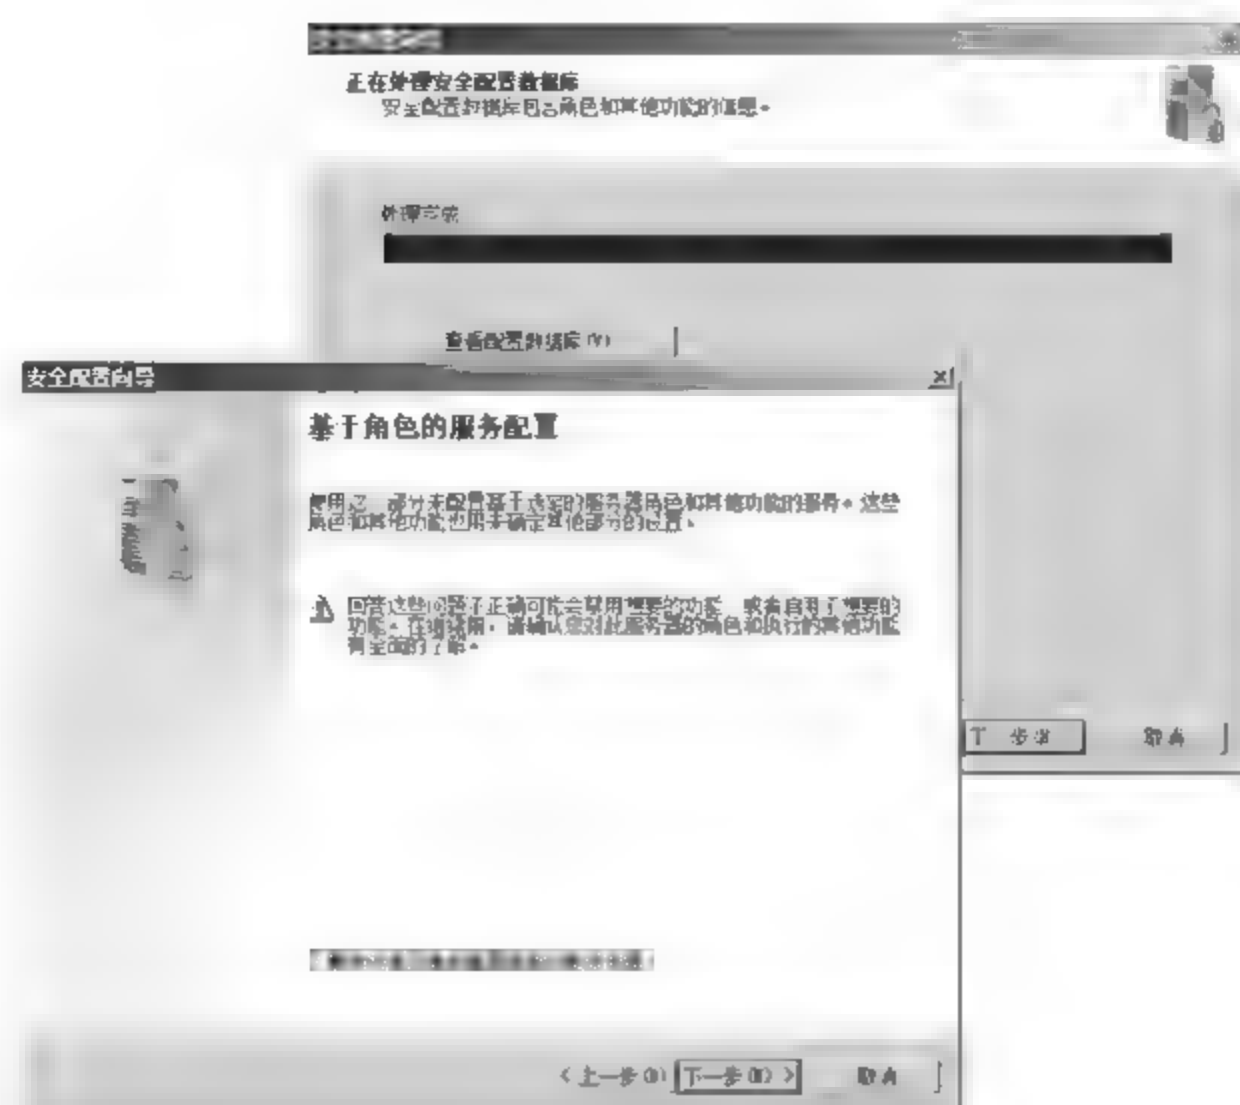 正在处理安全配置数据库
安全配置数据库包含角色和其他功能的信息。
处理完成
查看配置数据库(V)
安全配置向导
基于角色的服务配置
使用这一部分来配置基于选定的服务器角色和其他功能的服务。这些
角色和其他功能也用来确定其他部分的设置。
回答这些问题不正确可能会禁用想要的功能，或者启用了想要的
功能。在继续前，请确认您对此服务器的角色和执行的其他功能
有全面的了解。
下一步 取消
<上一步(B) 下一步(N) > 取消